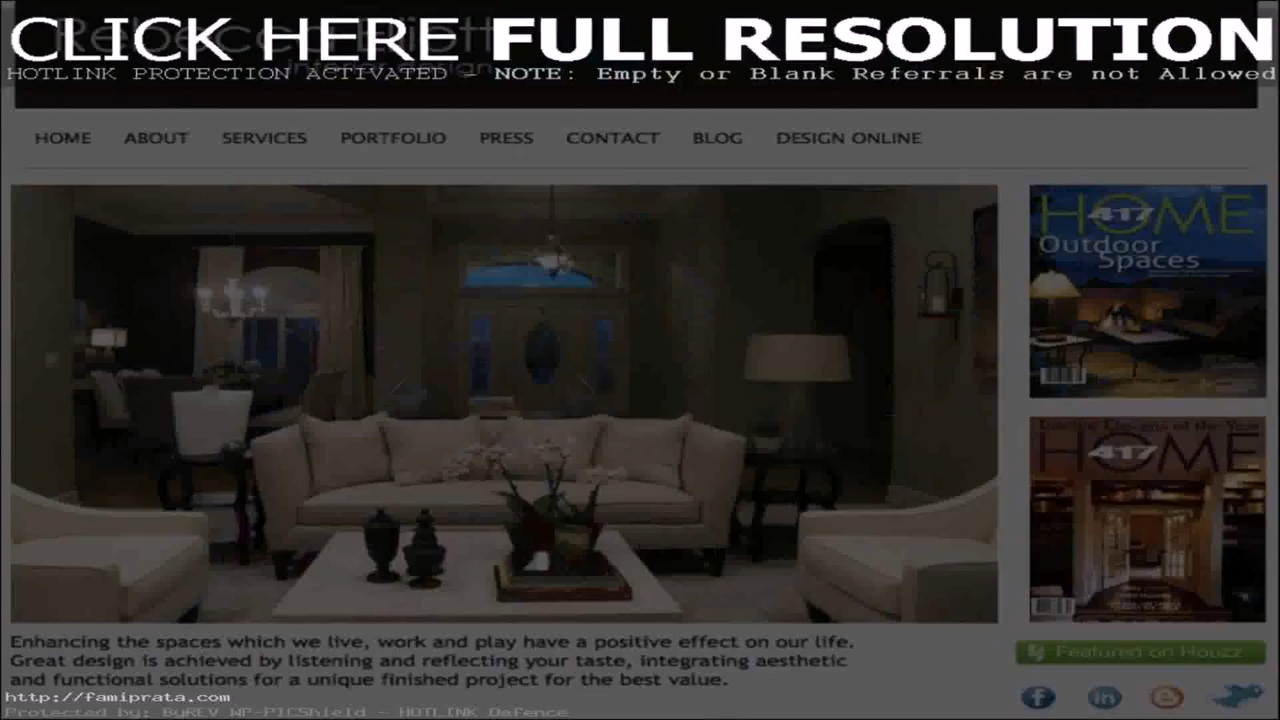 CLICK HERE FULL RESOLUTION
HOTLINK PROTECTION ACTIVATED - NOTE: Empty or Blank Referrals are not Allowed
interior design
HOME ABOUT SERVICES PORTFOLIO PRESS CONTACT BLOG DESIGN ONLINE
417 HOME
Outdoor
Spaces
417 HOME
Enhancing the spaces which we live, work and play have a positive effect on our life.
Great design is achieved by listening and reflecting your taste, integrating aesthetic
and functional solutions for a unique finished project for the best value.
Featured on Houzz
http://famiprata.com
Protected by: ByREV WP-PICShield - HOTLINK Defence